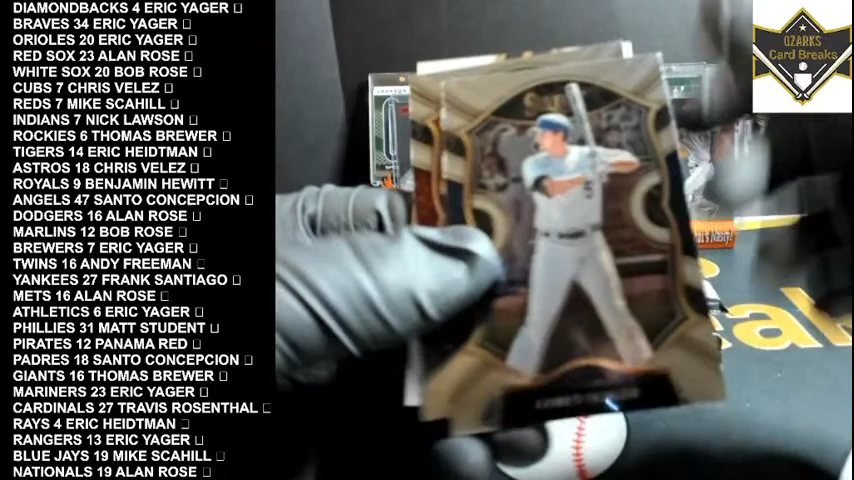 DIAMONDBACKS 4 ERIC YAGER □
BRAVES 34 ERIC YAGER □
ORIOLES 20 ERIC YAGER □
RED SOX 23 ALAN ROSE □
WHITE SOX 20 BOB ROSE □
CUBS 7 CHRIS VELEZ □
REDS 7 MIKE SCAHILL □
INDIANS 7 NICK LAWSON □
ROCKIES 6 THOMAS BREWER □
TIGERS 14 ERIC HEIDTMAN □
ASTROS 18 CHRIS VELEZ □
ROYALS 9 BENJAMIN HEWITT □
ANGELS 47 SANTO CONCEPCION □
DODGERS 16 ALAN ROSE □
MARLINS 12 BOB ROSE □
BREWERS 7 ERIC YAGER □
TWINS 16 ANDY FREEMAN □
YANKEES 27 FRANK SANTIAGO □
METS 16 ALAN ROSE □
ATHLETICS 6 ERIC YAGER □
PHILLIES 31 MATT STUDENT □
PIRATES 12 PANAMA RED □
PADRES 18 SANTO CONCEPCION □
GIANTS 16 THOMAS BREWER □
MARINERS 23 ERIC YAGER □
CARDINALS 27 TRAVIS ROSENTHAL □
RAYS 4 ERIC HEIDTMAN □
RANGERS 13 ERIC YAGER □
BLUE JAYS 19 MIKE SCAHILL □
NATIONALS 19 ALAN ROSE □
OZARKS
Card Breaks